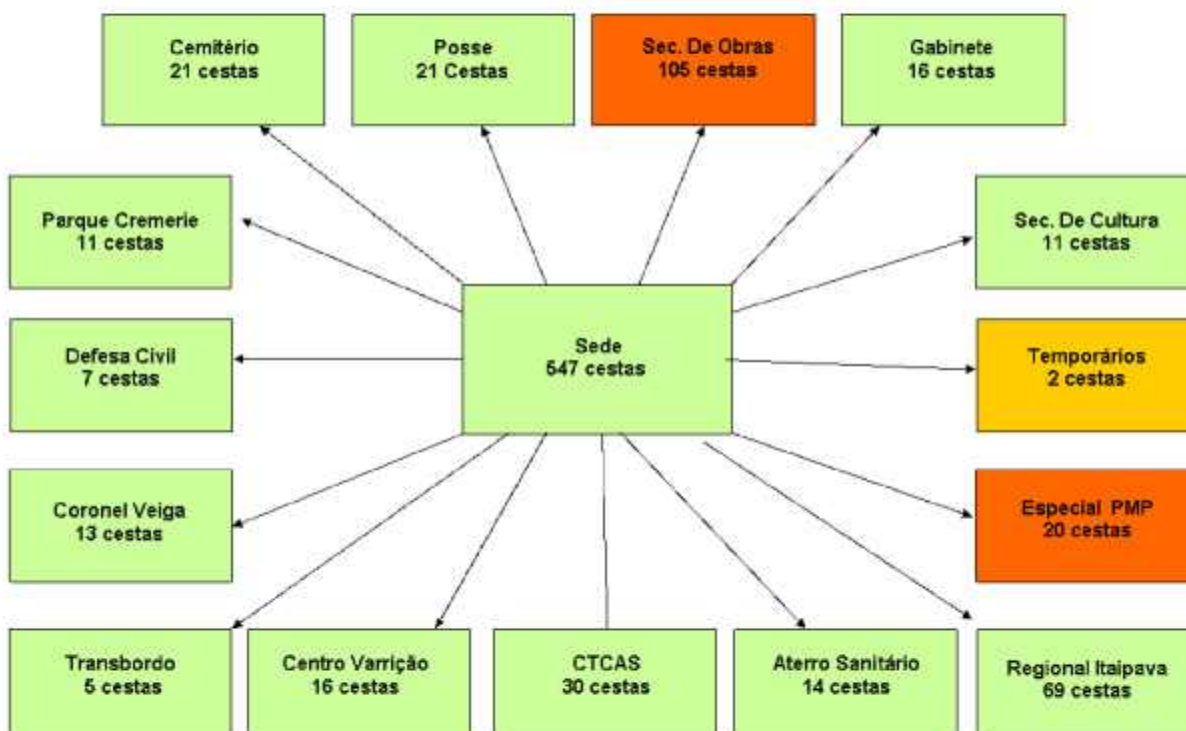 Cemitério
21 cestas
Posse
21 Cestas
Sec. De Obras
105 cestas
Gabinete
16 cestas
Parque Cremerie
11 cestas
Sec. De Cultura
11 cestas
Sede
547 cestas
Defesa Civil
7 cestas
Temporários
2 cestas
Coronel Veiga
13 cestas
Especial PMP
20 cestas
Transbordo
5 cestas
Centro Varrição
16 cestas
CTCAS
30 cestas
Aterro Sanitário
14 cestas
Regional Itaipava
69 cestas